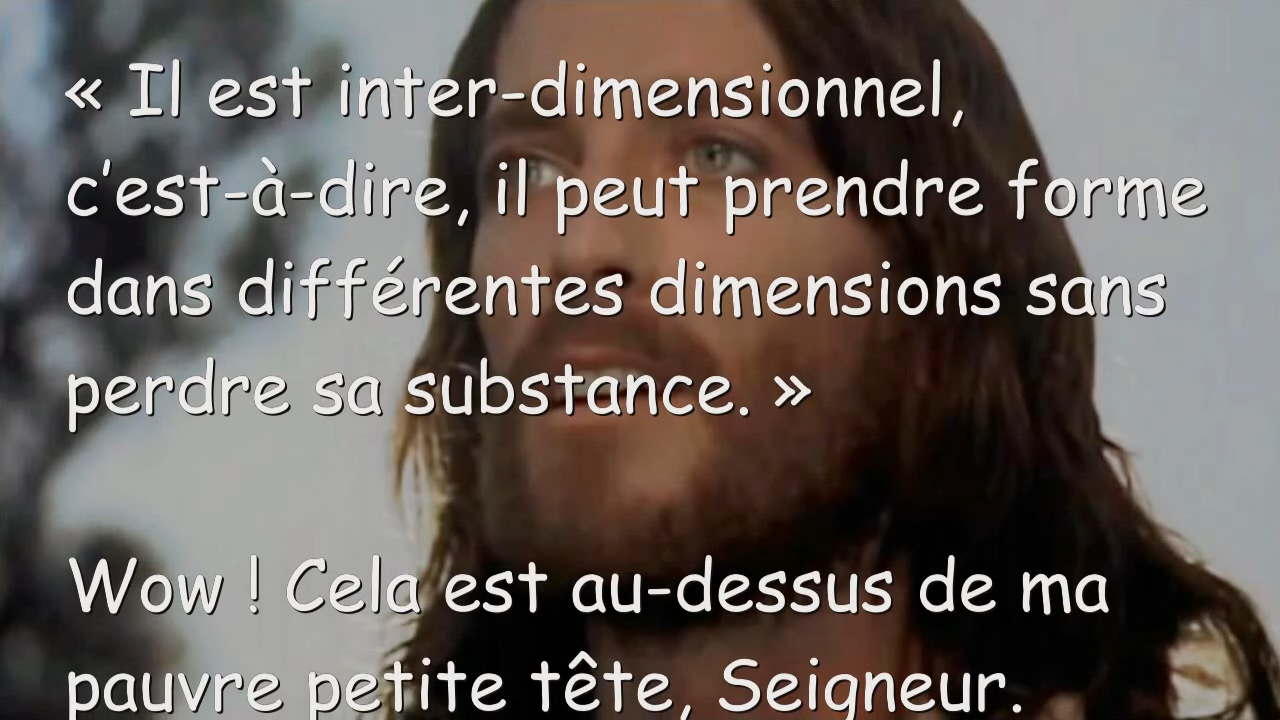 « Il est inter-dimensionnel,
c’est-à-dire, il peut prendre forme
dans différentes dimensions sans
perdre sa substance. »
Wow ! Cela est au-dessus de ma
pauvre petite tête, Seigneur.